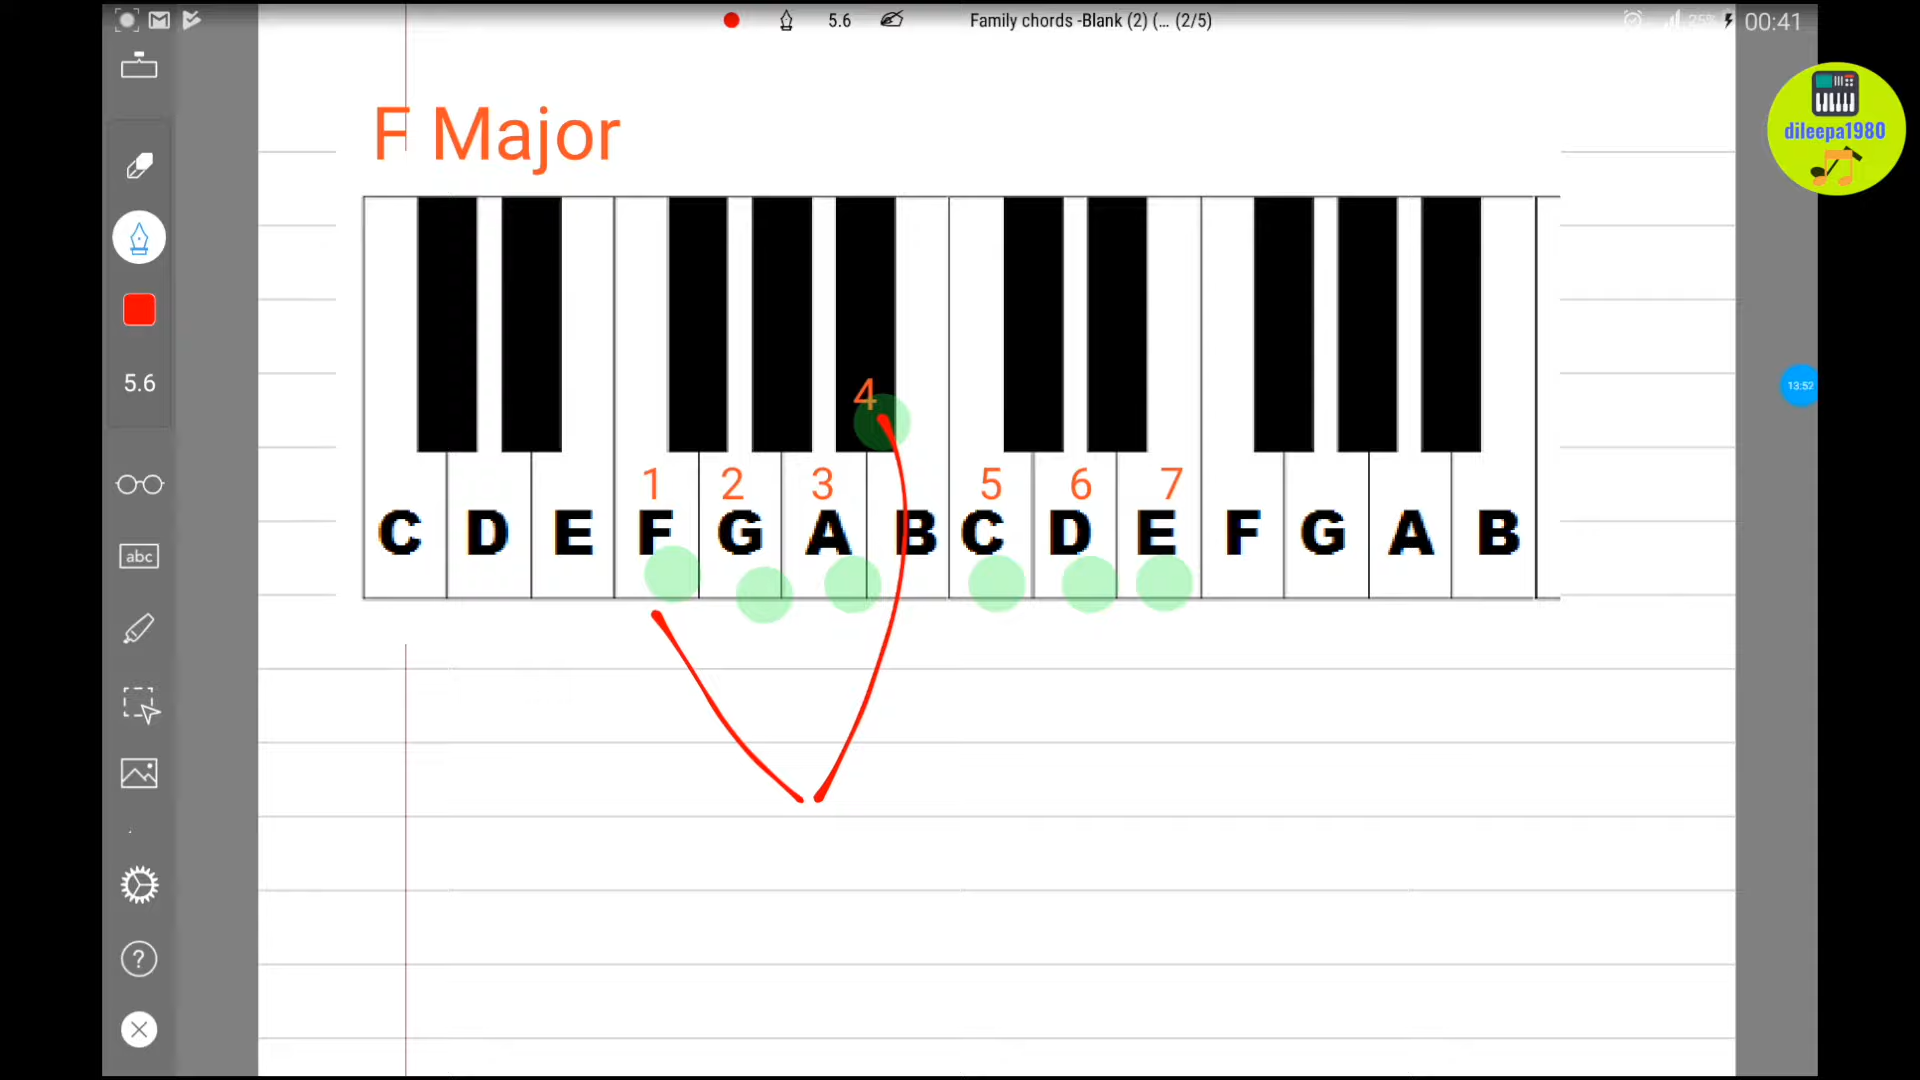 5.6 Family chords -Blank (2) (... (2/5) 25% 00:41
dileepa1980
F Major
5.6
13:52
4
1 2 3 5 6 7
C D E F G A B C D E F G A B
abc
?